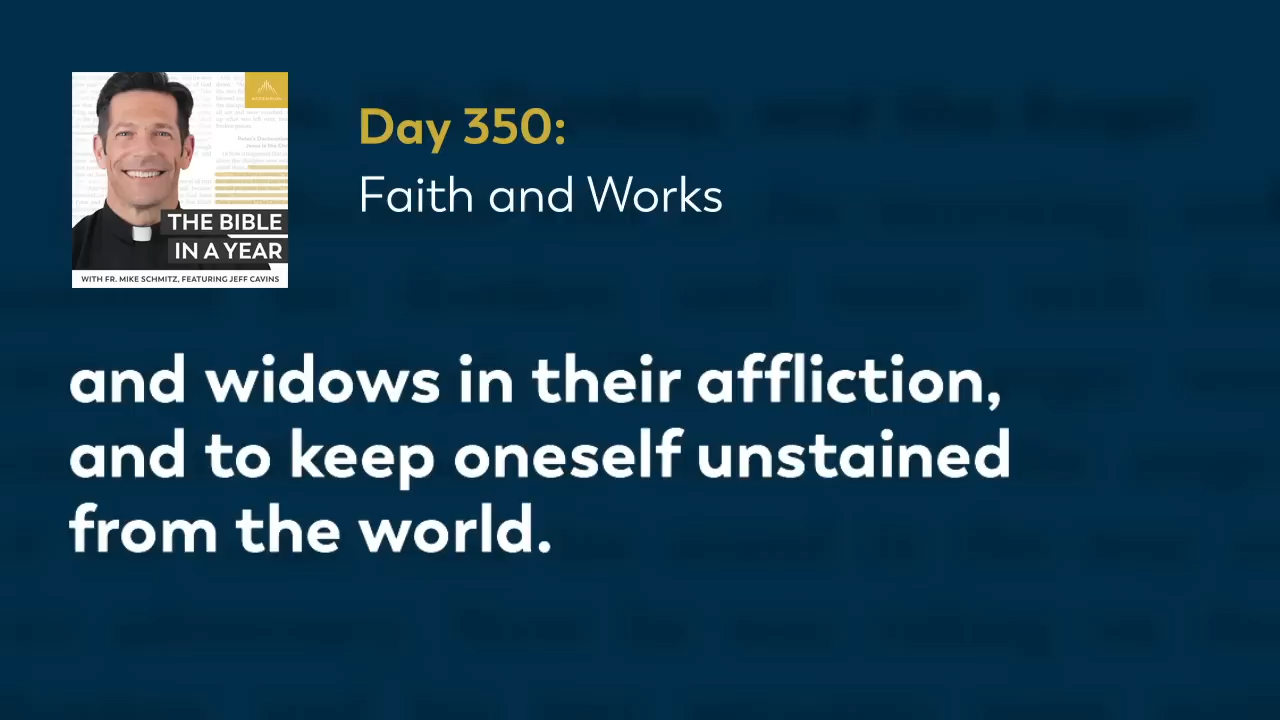 Day 350:
Faith and Works
THE BIBLE
IN A YEAR
WITH FR. MIKE SCHMITZ, FEATURING JEFF CAVINS
and widows in their affliction,
and to keep oneself unstained
from the world.